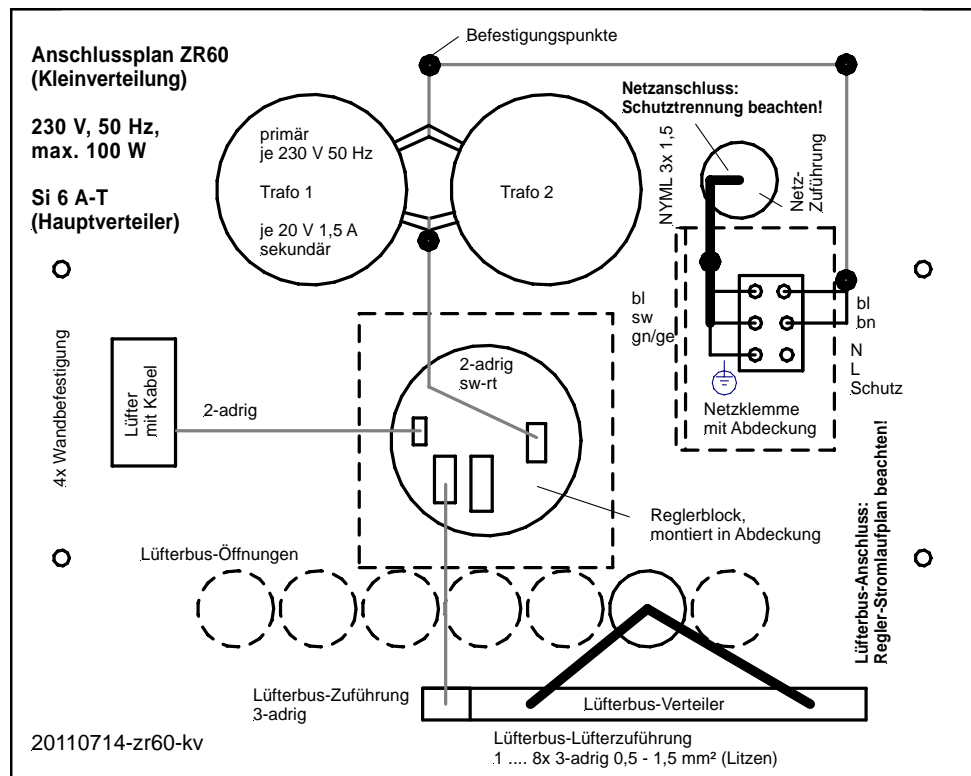 Anschlussplan ZR60
(Kleinverteilung)
230 V, 50 Hz,
max. 100 W
Si 6 A-T
(Hauptverteiler)
Befestigungspunkte
Netzanschluss:
Schutztrennung beachten!
primär
je 230 V 50 Hz
Trafo 1
je 20 V 1,5 A
sekundär
Trafo 2
NYML 3x 1,5
Netz-
Zuführung
bl
sw
gn/ge
bl
bn
N
L
Schutz
Netzklemme
mit Abdeckung
2-adrig
sw-rt
Lüfter
mit Kabel
2-adrig
4x Wandbefestigung
Reglerblock,
montiert in Abdeckung
Lüfterbus-Anschluss:
Regler-Stromlaufplan beachten!
Lüfterbus-Öffnungen
Lüfterbus-Zuführung
3-adrig
Lüfterbus-Verteiler
Lüfterbus-Lüfterzuführung
1 .... 8x 3-adrig 0,5 - 1,5 mm² (Litzen)
20110714-zr60-kv